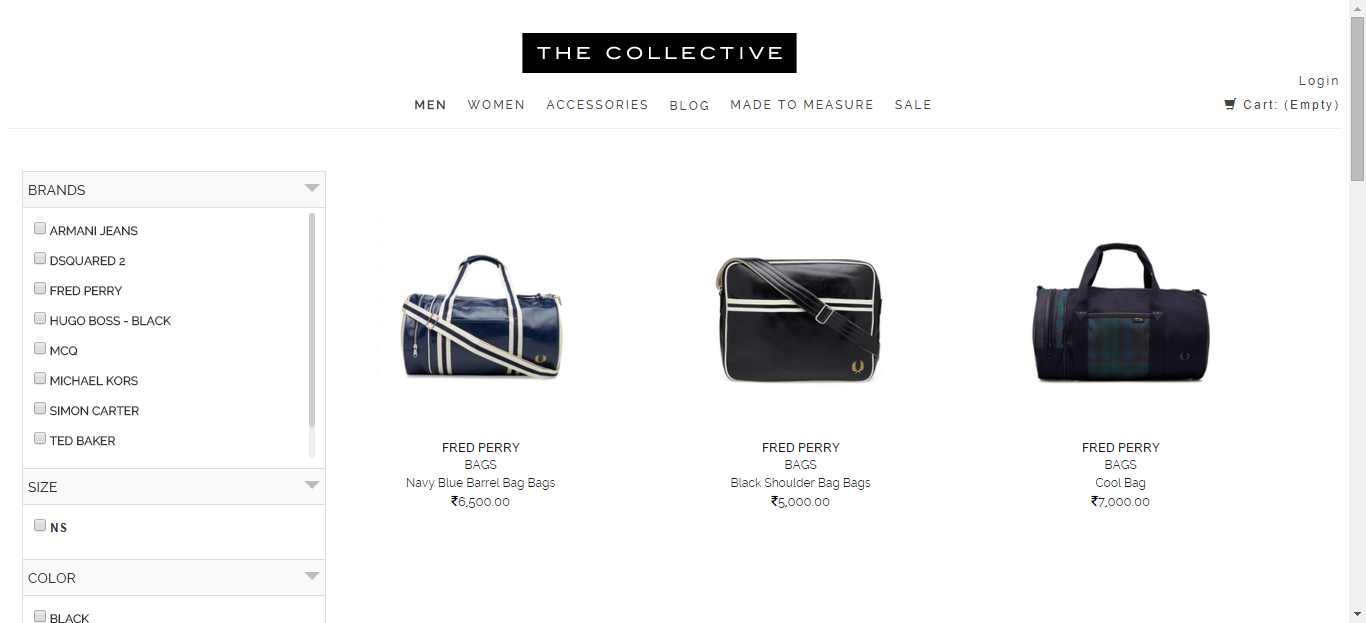 THE COLLECTIVE
Login
MEN WOMEN ACCESSORIES BLOG MADE TO MEASURE SALE
Cart: (Empty)
BRANDS
ARMANI JEANS
DSQUARED 2
FRED PERRY
HUGO BOSS - BLACK
MCQ
MICHAEL KORS
SIMON CARTER
TED BAKER
SIZE
NS
COLOR
BLACK
FRED PERRY
BAGS
Navy Blue Barrel Bag Bags
₹6,500.00
FRED PERRY
BAGS
Black Shoulder Bag Bags
₹5,000.00
FRED PERRY
BAGS
Cool Bag
₹7,000.00